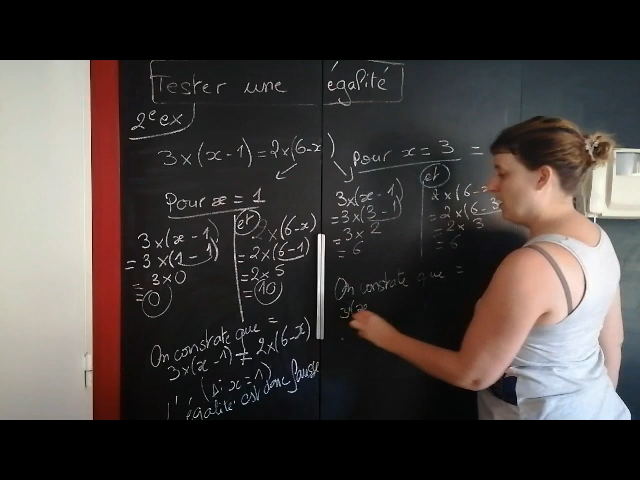 Tester une égalité
2e ex
3×(x-1)=2×(6-x)
Pour x = 1
3×(x-1)
= 3×(1-1)
= 3×0
= 0
et
2×(6-x)
= 2×(6-1)
= 2×5
= 10
On constate que =
3×(x-1) ≠ 2×(6-x)
(si x=1)
l'égalité est donc fausse
Pour x = 3 =
3×(x-1)
= 3×(3-1)
= 3×2
= 6
et
2×(6-x
= 2×(6-3
= 2×3
= 6
On constate que =
3×(x